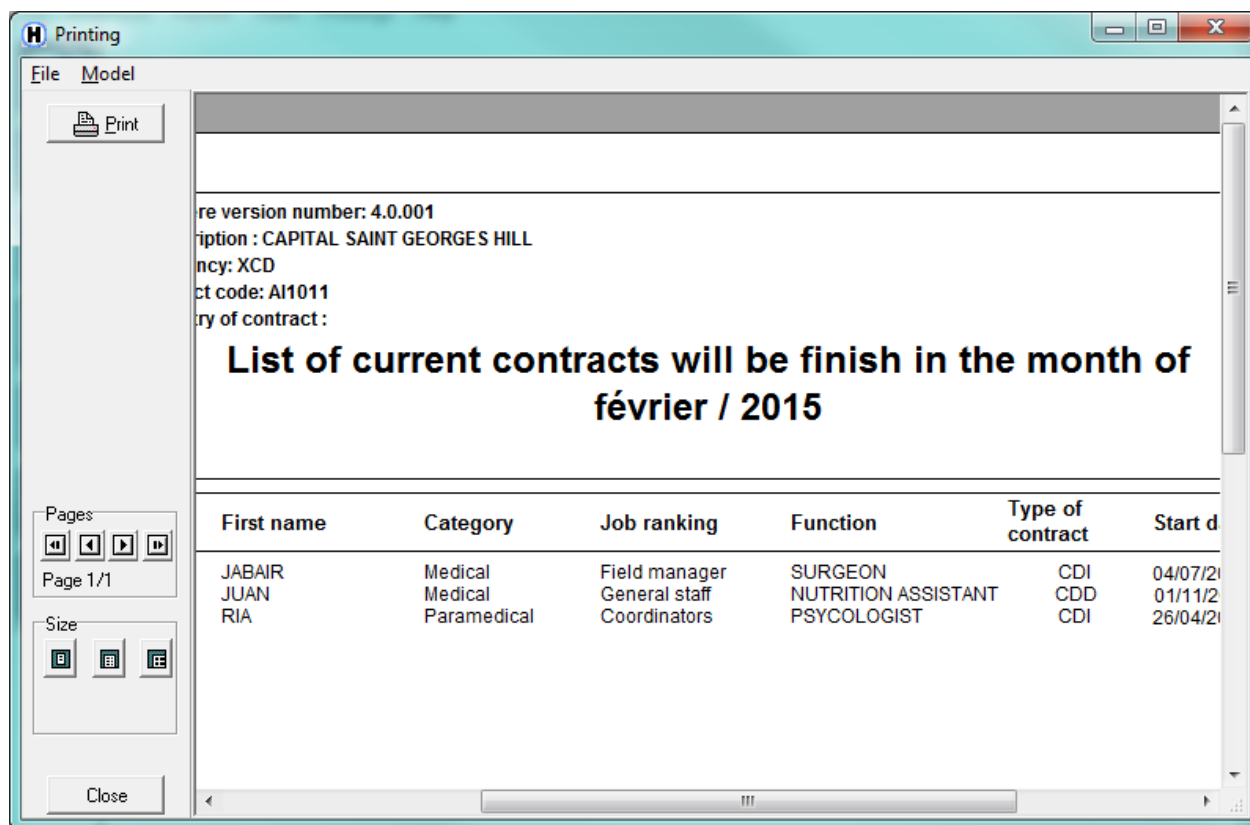 Printing
File Model
Print
re version number: 4.0.001
ription : CAPITAL SAINT GEORGES HILL
ncy: XCD
ct code: AI1011
try of contract :
List of current contracts will be finish in the month of
février / 2015
First name Category Job ranking Function Type of contract Start d
JABAIR Medical Field manager SURGEON CDI 04/07/2
JUAN Medical General staff NUTRITION ASSISTANT CDD 01/11/2
RIA Paramedical Coordinators PSYCOLOGIST CDI 26/04/2
Pages
Page 1/1
Size
Close